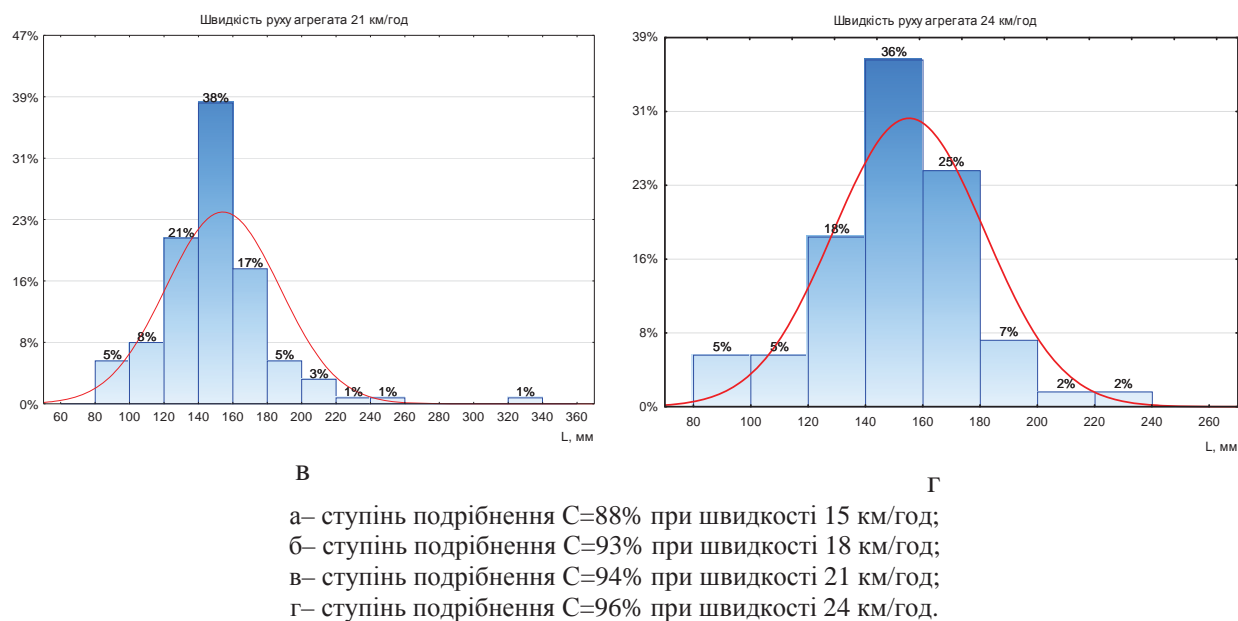 Швидкість руху агрегата 21 км/год
47%
39%
31%
23%
16%
8%
0%
5%
8%
21%
38%
17%
5%
3%
1%
1%
1%
60 80 100 120 140 160 180 200 220 240 260 280 300 320 340 360
L, мм
в
Швидкість руху агрегата 24 км/год
39%
31%
23%
16%
8%
0%
5%
5%
18%
36%
25%
7%
2%
2%
80 100 120 140 160 180 200 220 240 260
L, мм
г
а– ступінь подрібнення С=88% при швидкості 15 км/год;
б– ступінь подрібнення С=93% при швидкості 18 км/год;
в– ступінь подрібнення С=94% при швидкості 21 км/год;
г– ступінь подрібнення С=96% при швидкості 24 км/год.